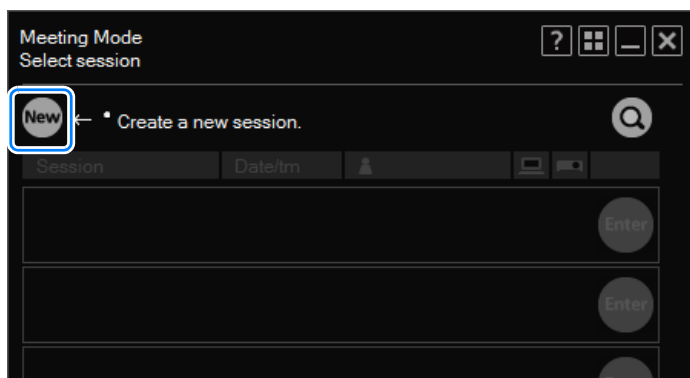 Meeting Mode
Select session
?
New ← • Create a new session.
Session Date/tm
Enter
Enter